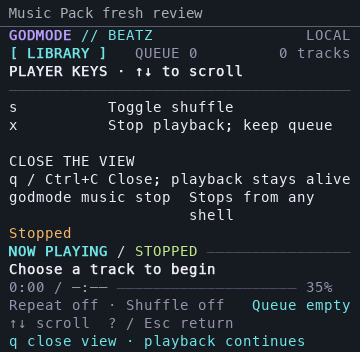 Music Pack fresh review
GODMODE // BEATZ LOCAL
[ LIBRARY ] QUEUE 0 0 tracks
PLAYER KEYS · ↑↓ to scroll
s Toggle shuffle
x Stop playback; keep queue
CLOSE THE VIEW
q / Ctrl+C Close; playback stays alive
godmode music stop Stops from any
shell
Stopped
NOW PLAYING / STOPPED
Choose a track to begin
0:00 / —:—— 35%
Repeat off · Shuffle off Queue empty
↑↓ scroll ? / Esc return
q close view · playback continues